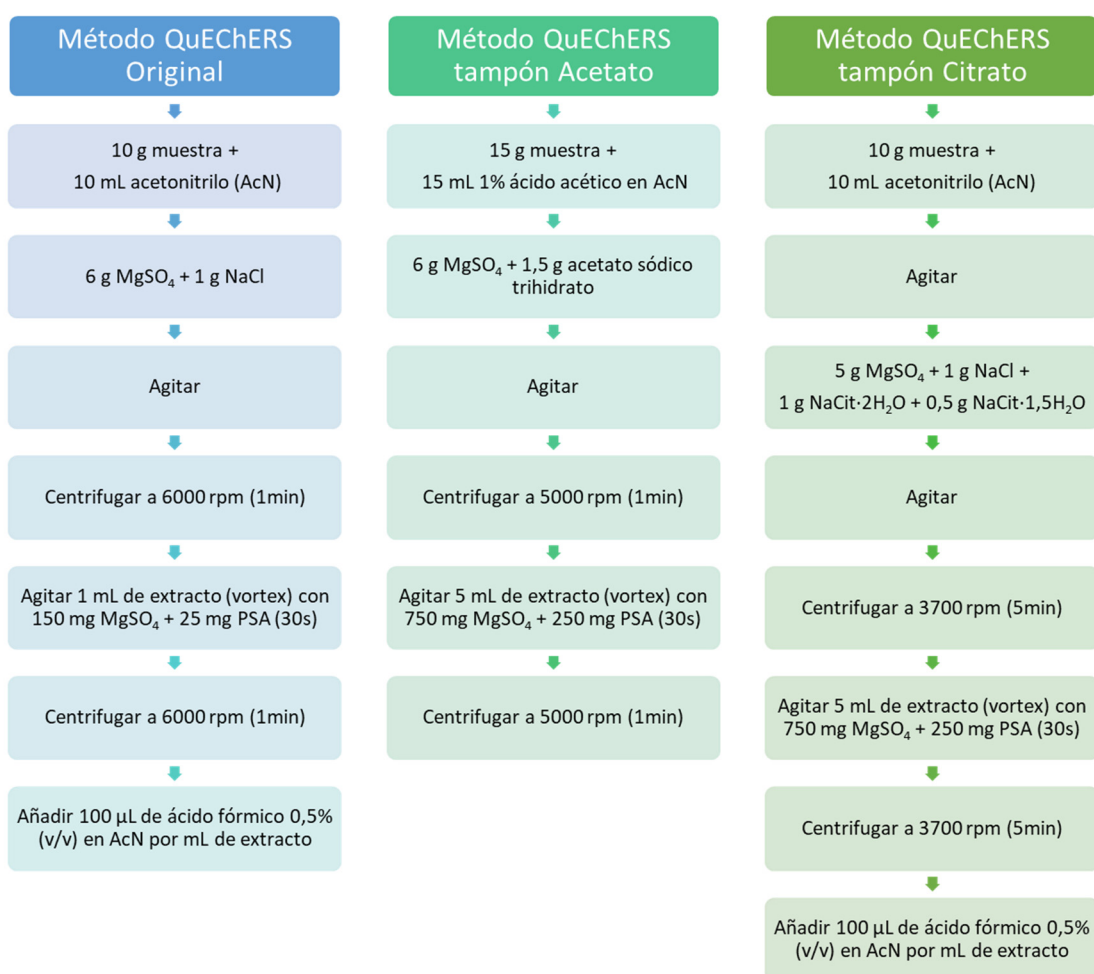 Método QuEChERS
Original
10 g muestra +
10 mL acetonitrilo (AcN)
6 g MgSO₄ + 1 g NaCl
Agitar
Centrifugar a 6000 rpm (1min)
Agitar 1 mL de extracto (vortex) con
150 mg MgSO₄ + 25 mg PSA (30s)
Centrifugar a 6000 rpm (1min)
Añadir 100 µL de ácido fórmico 0,5%
(v/v) en AcN por mL de extracto
Método QuEChERS
tampón Acetato
15 g muestra +
15 mL 1% ácido acético en AcN
6 g MgSO₄ + 1,5 g acetato sódico
trihidrato
Agitar
Centrifugar a 5000 rpm (1min)
Agitar 5 mL de extracto (vortex) con
750 mg MgSO₄ + 250 mg PSA (30s)
Centrifugar a 5000 rpm (1min)
Método QuEChERS
tampón Citrato
10 g muestra +
10 mL acetonitrilo (AcN)
Agitar
5 g MgSO₄ + 1 g NaCl +
1 g NaCit·2H₂O + 0,5 g NaCit·1,5H₂O
Agitar
Centrifugar a 3700 rpm (5min)
Agitar 5 mL de extracto (vortex) con
750 mg MgSO₄ + 250 mg PSA (30s)
Centrifugar a 3700 rpm (5min)
Añadir 100 µL de ácido fórmico 0,5%
(v/v) en AcN por mL de extracto